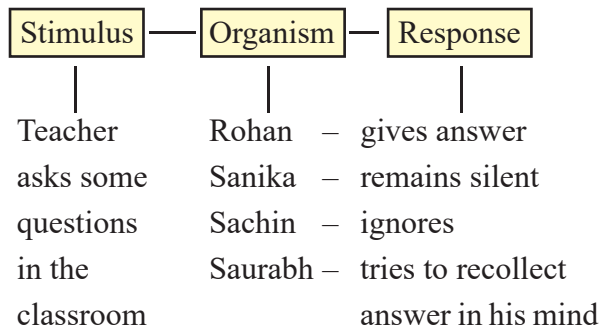 Stimulus Organism Response
Teacher Rohan – gives answer
asks some Sanika – remains silent
questions Sachin – ignores
in the Saurabh – tries to recollect
classroom answer in his mind